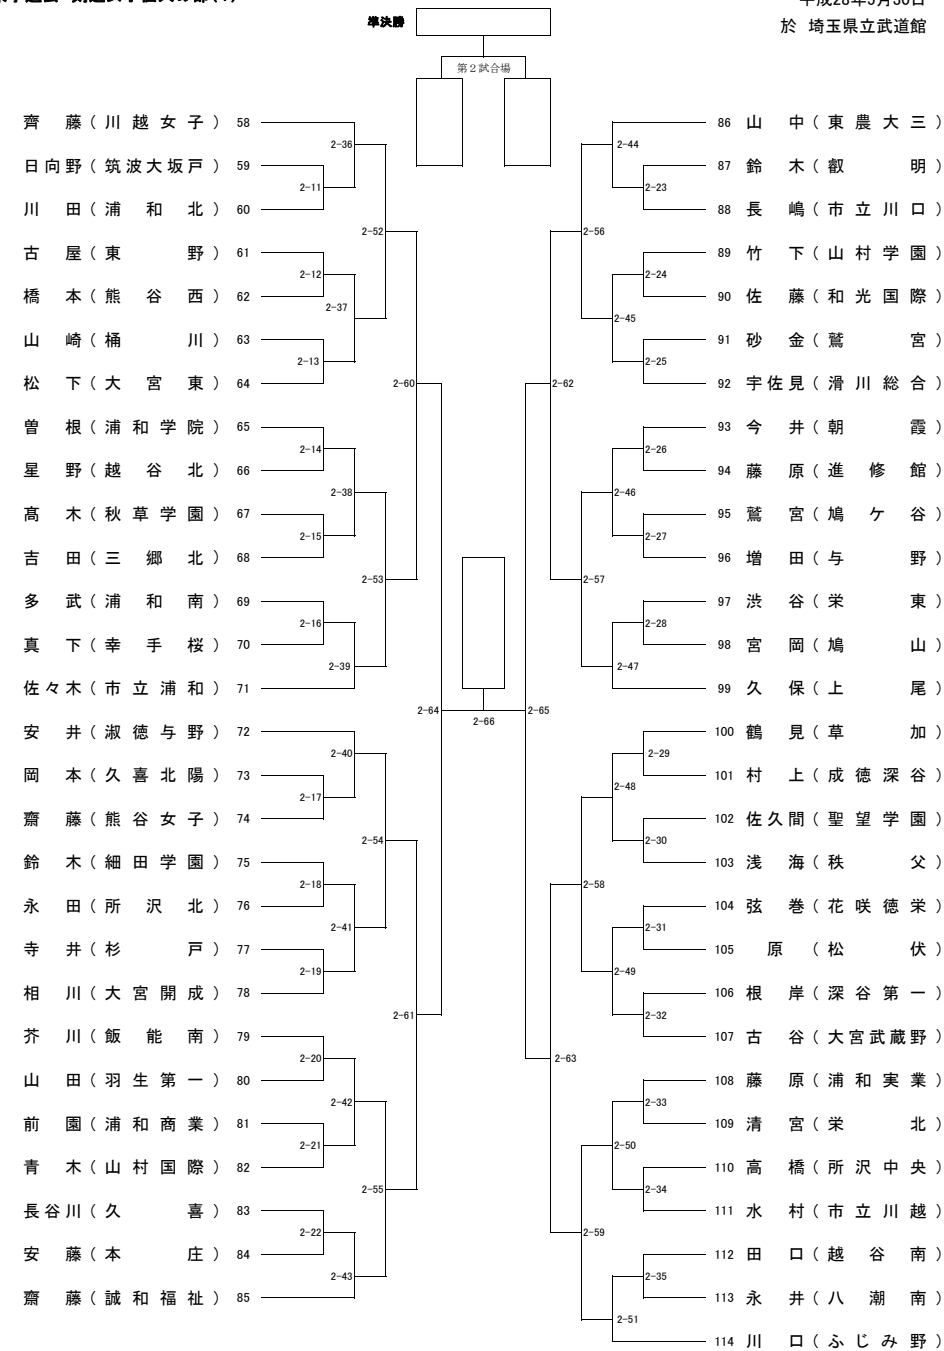 準決勝
於 埼玉県立武道館
第2試合場
齊藤(川越女子) 58
日向野(筑波大坂戸) 59
川田(浦和北) 60
古屋(東野) 61
橋本(熊谷西) 62
山崎(桶川) 63
松下(大宮東) 64
曽根(浦和学院) 65
星野(越谷北) 66
髙木(秋草学園) 67
吉田(三郷北) 68
多武(浦和南) 69
真下(幸手桜) 70
佐々木(市立浦和) 71
安井(淑徳与野) 72
岡本(久喜北陽) 73
齋藤(熊谷女子) 74
鈴木(細田学園) 75
永田(所沢北) 76
寺井(杉戸) 77
相川(大宮開成) 78
芥川(飯能南) 79
山田(羽生第一) 80
前園(浦和商業) 81
青木(山村国際) 82
長谷川(久喜) 83
安藤(本庄) 84
齋藤(誠和福祉) 85
2-11
2-12
2-13
2-14
2-15
2-16
2-17
2-18
2-19
2-20
2-21
2-22
2-36
2-37
2-38
2-39
2-40
2-41
2-42
2-43
2-52
2-53
2-54
2-55
2-60
2-61
2-64
2-66
2-65
2-62
2-63
2-56
2-57
2-58
2-59
2-44
2-45
2-46
2-47
2-48
2-49
2-50
2-51
2-23
2-24
2-25
2-26
2-27
2-28
2-29
2-30
2-31
2-32
2-33
2-34
2-35
86 山中(東農大三)
87 鈴木(叡明)
88 長嶋(市立川口)
89 竹下(山村学園)
90 佐藤(和光国際)
91 砂金(鷲宮)
92 宇佐見(滑川総合)
93 今井(朝霞)
94 藤原(進修館)
95 鷲宮(鳩ケ谷)
96 増田(与野)
97 渋谷(栄東)
98 宮岡(鳩山)
99 久保(上尾)
100 鶴見(草加)
101 村上(成徳深谷)
102 佐久間(聖望学園)
103 浅海(秩父)
104 弦巻(花咲徳栄)
105 原(松伏)
106 根岸(深谷第一)
107 古谷(大宮武蔵野)
108 藤原(浦和実業)
109 清宮(栄北)
110 高橋(所沢中央)
111 水村(市立川越)
112 田口(越谷南)
113 永井(八潮南)
114 川口(ふじみ野)